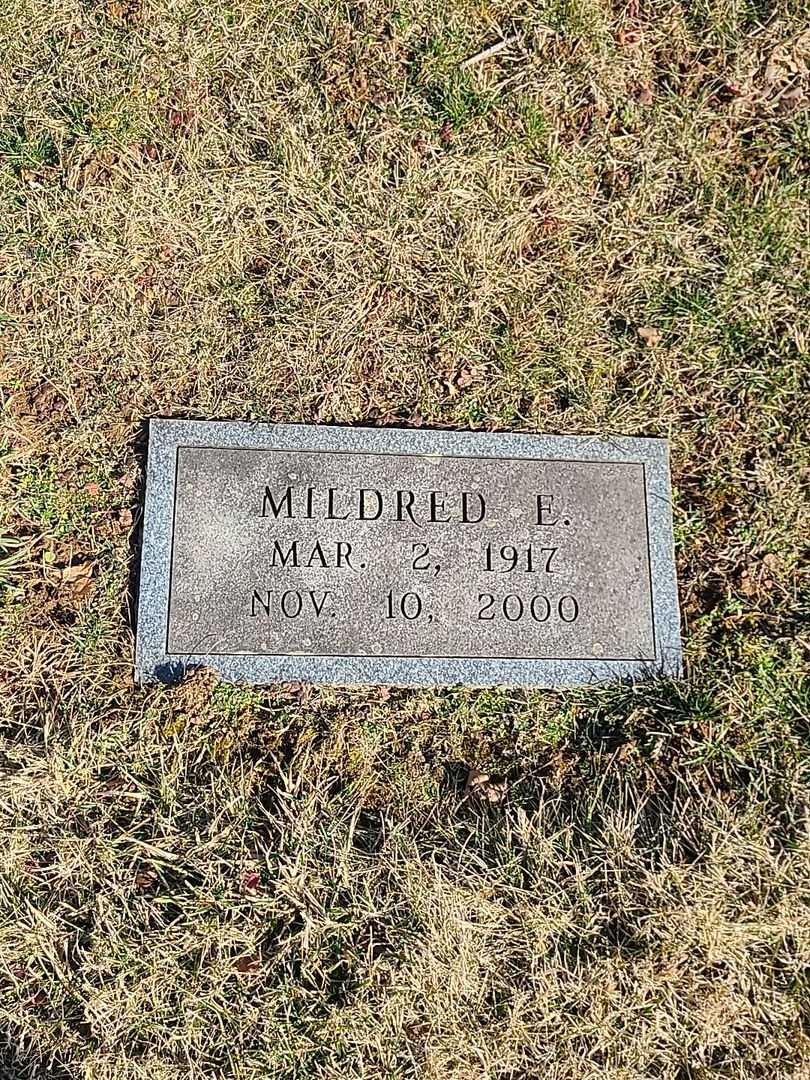 MILDRED E.
MAR. 2, 1917
NOV. 10, 2000